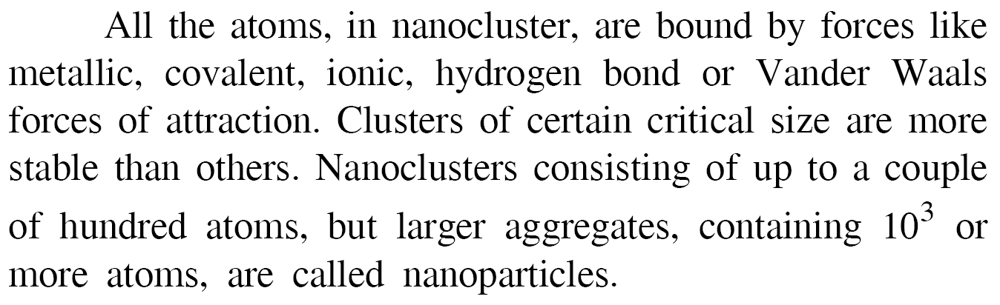 All the atoms, in nanocluster, are bound by forces like
metallic, covalent, ionic, hydrogen bond or Vander Waals
forces of attraction. Clusters of certain critical size are more
stable than others. Nanoclusters consisting of up to a couple
of hundred atoms, but larger aggregates, containing 10³ or
more atoms, are called nanoparticles.